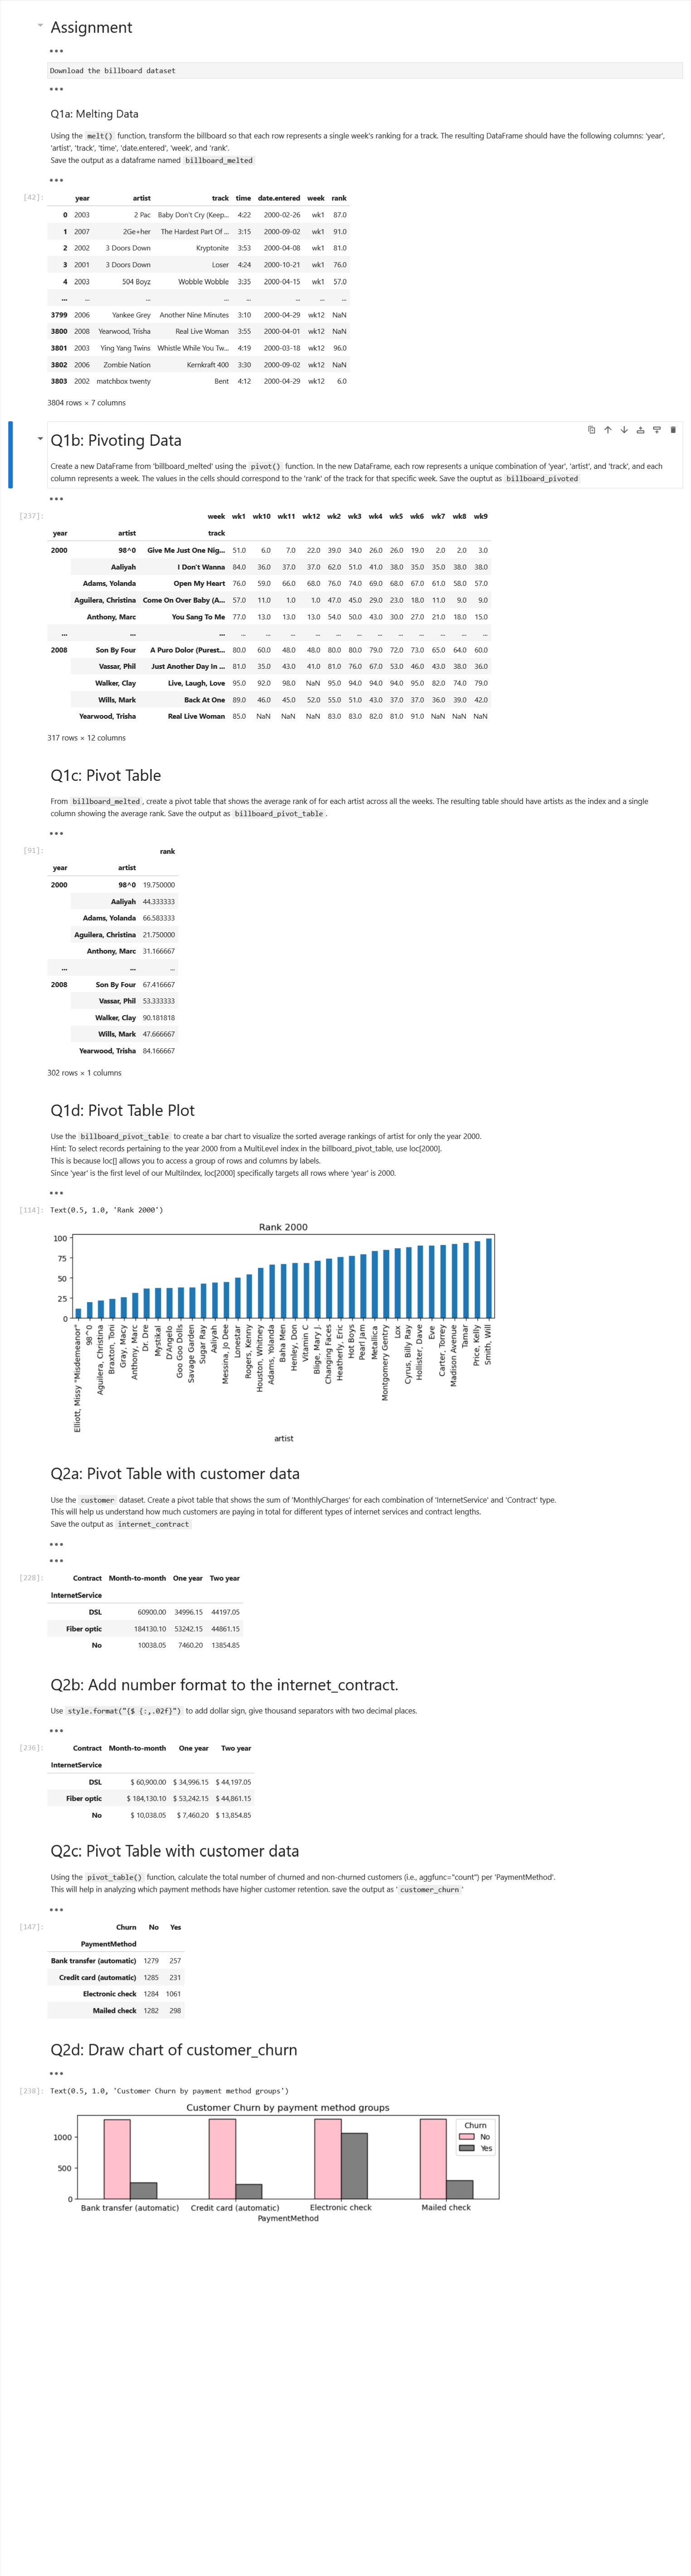 Assignment
Download the billboard dataset
Q1a: Melting Data
Using the melt() function, transform the billboard so that each row represents a single week's ranking for a track. The resulting DataFrame should have the following columns: 'year',
'artist', 'track', 'time', 'date.entered', 'week', and 'rank'.
Save the output as a dataframe named billboard_melted
[42]: year artist track time date.entered week rank
0 2003 2 Pac Baby Don't Cry (Keep... 4:22 2000-02-26 wk1 87.0
1 2007 2Ge+her The Hardest Part Of ... 3:15 2000-09-02 wk1 91.0
2 2002 3 Doors Down Kryptonite 3:53 2000-04-08 wk1 81.0
3 2001 3 Doors Down Loser 4:24 2000-10-21 wk1 76.0
4 2003 504 Boyz Wobble Wobble 3:35 2000-04-15 wk1 57.0
... ... ... ... ... ... ... ...
3799 2006 Yankee Grey Another Nine Minutes 3:10 2000-04-29 wk12 NaN
3800 2008 Yearwood, Trisha Real Live Woman 3:55 2000-04-01 wk12 NaN
3801 2003 Ying Yang Twins Whistle While You Tw... 4:19 2000-03-18 wk12 96.0
3802 2006 Zombie Nation Kernkraft 400 3:30 2000-09-02 wk12 NaN
3803 2002 matchbox twenty Bent 4:12 2000-04-29 wk12 6.0
3804 rows × 7 columns
Q1b: Pivoting Data
Create a new DataFrame from 'billboard_melted' using the pivot() function. In the new DataFrame, each row represents a unique combination of 'year', 'artist', and 'track', and each
column represents a week. The values in the cells should correspond to the 'rank' of the track for that specific week. Save the ouptut as billboard_pivoted
[237]: week wk1 wk10 wk11 wk12 wk2 wk3 wk4 wk5 wk6 wk7 wk8 wk9
year artist track
2000 98^0 Give Me Just One Nig... 51.0 6.0 7.0 22.0 39.0 34.0 26.0 26.0 19.0 2.0 2.0 3.0
Aaliyah I Don't Wanna 84.0 36.0 37.0 37.0 62.0 51.0 41.0 38.0 35.0 35.0 38.0 38.0
Adams, Yolanda Open My Heart 76.0 59.0 66.0 68.0 76.0 74.0 69.0 68.0 67.0 61.0 58.0 57.0
Aguilera, Christina Come On Over Baby (A... 57.0 11.0 1.0 1.0 47.0 45.0 29.0 23.0 18.0 11.0 9.0 9.0
Anthony, Marc You Sang To Me 77.0 13.0 13.0 13.0 54.0 50.0 43.0 30.0 27.0 21.0 18.0 15.0
... ... ... ... ... ... ... ... ... ... ... ... ... ... ...
2008 Son By Four A Puro Dolor (Purest... 80.0 60.0 48.0 48.0 80.0 80.0 79.0 72.0 73.0 65.0 64.0 60.0
Vassar, Phil Just Another Day In ... 81.0 35.0 43.0 41.0 81.0 76.0 67.0 53.0 46.0 43.0 38.0 36.0
Walker, Clay Live, Laugh, Love 95.0 92.0 98.0 NaN 95.0 94.0 94.0 94.0 95.0 82.0 74.0 79.0
Wills, Mark Back At One 89.0 46.0 45.0 52.0 55.0 51.0 43.0 37.0 37.0 36.0 39.0 42.0
Yearwood, Trisha Real Live Woman 85.0 NaN NaN NaN 83.0 83.0 82.0 81.0 91.0 NaN NaN NaN
317 rows × 12 columns
Q1c: Pivot Table
From billboard_melted, create a pivot table that shows the average rank of for each artist across all the weeks. The resulting table should have artists as the index and a single
column showing the average rank. Save the output as billboard_pivot_table.
[91]: rank
year artist
2000 98^0 19.750000
Aaliyah 44.333333
Adams, Yolanda 66.583333
Aguilera, Christina 21.750000
Anthony, Marc 31.166667
... ... ...
2008 Son By Four 67.416667
Vassar, Phil 53.333333
Walker, Clay 90.181818
Wills, Mark 47.666667
Yearwood, Trisha 84.166667
302 rows × 1 columns
Q1d: Pivot Table Plot
Use the billboard_pivot_table to create a bar chart to visualize the sorted average rankings of artist for only the year 2000.
Hint: To select records pertaining to the year 2000 from a MultiLevel index in the billboard_pivot_table, use loc[2000].
This is because loc[] allows you to access a group of rows and columns by labels.
Since 'year' is the first level of our MultiIndex, loc[2000] specifically targets all rows where 'year' is 2000.
[114]: Text(0.5, 1.0, 'Rank 2000')
Rank 2000
100
75
50
25
0
Elliott, Missy "Misdemeanor"
98^0
Aguilera, Christina
Braxton, Toni
Gray, Macy
Anthony, Marc
Dr. Dre
Mystikal
D'Angelo
Goo Goo Dolls
Savage Garden
Sugar Ray
Aaliyah
Messina, Jo Dee
Lonestar
Rogers, Kenny
Houston, Whitney
Adams, Yolanda
Baha Men
Henley, Don
Vitamin C
Blige, Mary J.
Changing Faces
Heatherly, Eric
Hot Boys
Pearl Jam
Metallica
Montgomery Gentry
Lox
Cyrus, Billy Ray
Hollister, Dave
Eve
Carter, Torrey
Madison Avenue
Tamar
Price, Kelly
Smith, Will
artist
Q2a: Pivot Table with customer data
Use the customer dataset. Create a pivot table that shows the sum of 'MonthlyCharges' for each combination of 'InternetService' and 'Contract' type.
This will help us understand how much customers are paying in total for different types of internet services and contract lengths.
Save the output as internet_contract
[228]: Contract Month-to-month One year Two year
InternetService
DSL 60900.00 34996.15 44197.05
Fiber optic 184130.10 53242.15 44861.15
No 10038.05 7460.20 13854.85
Q2b: Add number format to the internet_contract.
Use style.format("{$ {:,.02f}") to add dollar sign, give thousand separators with two decimal places.
[236]: Contract Month-to-month One year Two year
InternetService
DSL $ 60,900.00 $ 34,996.15 $ 44,197.05
Fiber optic $ 184,130.10 $ 53,242.15 $ 44,861.15
No $ 10,038.05 $ 7,460.20 $ 13,854.85
Q2c: Pivot Table with customer data
Using the pivot_table() function, calculate the total number of churned and non-churned customers (i.e., aggfunc="count") per 'PaymentMethod'.
This will help in analyzing which payment methods have higher customer retention. save the output as 'customer_churn'
[147]: Churn No Yes
PaymentMethod
Bank transfer (automatic) 1279 257
Credit card (automatic) 1285 231
Electronic check 1284 1061
Mailed check 1282 298
Q2d: Draw chart of customer_churn
[238]: Text(0.5, 1.0, 'Customer Churn by payment method groups')
Customer Churn by payment method groups
Churn
No
Yes
1000
500
0
Bank transfer (automatic) Credit card (automatic) Electronic check Mailed check
PaymentMethod